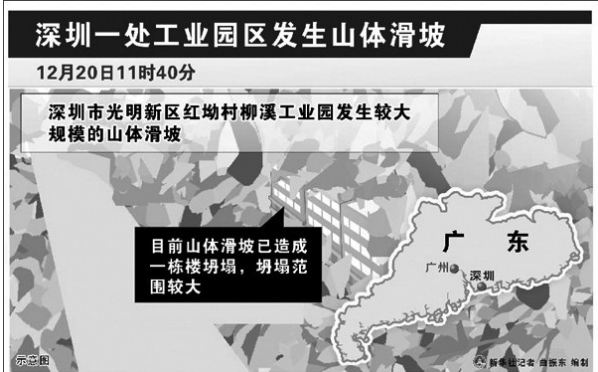 深圳一处工业园区发生山体滑坡
12月20日11时40分
深圳市光明新区红坳村柳溪工业园发生较大
规模的山体滑坡
目前山体滑坡已造成
一栋楼坍塌，坍塌范
围较大
广 东
广州
深圳
示意图
新华社记者 曲振东 编制